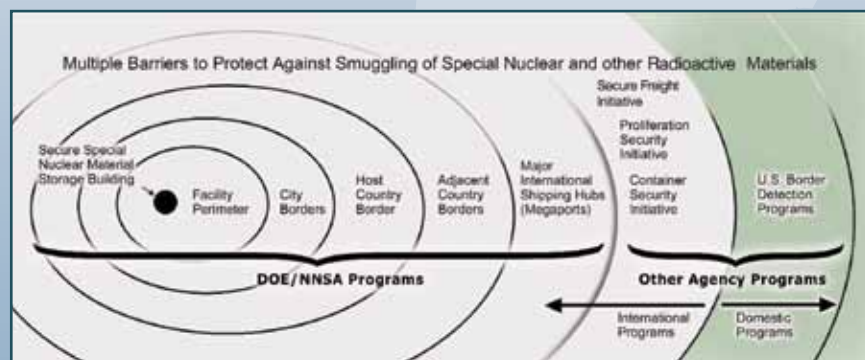 Multiple Barriers to Protect Against Smuggling of Special Nuclear and other Radioactive Materials
Secure Special
Nuclear Material
Storage Building
Facility
Perimeter
City
Borders
Host
Country
Border
Adjacent
Country
Borders
Major
International
Shipping Hubs
(Megaports)
Secure Freight
Initiative
Proliferation
Security
Initiative
Container
Security
Initiative
U.S. Border
Detection
Programs
DOE/NNSA Programs
Other Agency Programs
International
Programs
Domestic
Programs